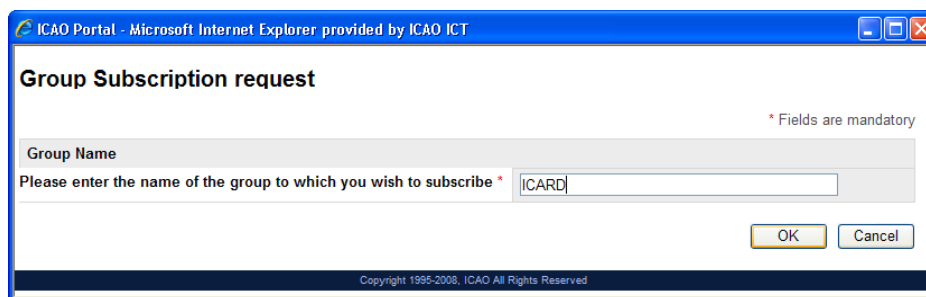 ICAO Portal - Microsoft Internet Explorer provided by ICAO ICT
Group Subscription request
* Fields are mandatory
Group Name
Please enter the name of the group to which you wish to subscribe * ICARD
OK Cancel
Copyright 1995-2008, ICAO All Rights Reserved